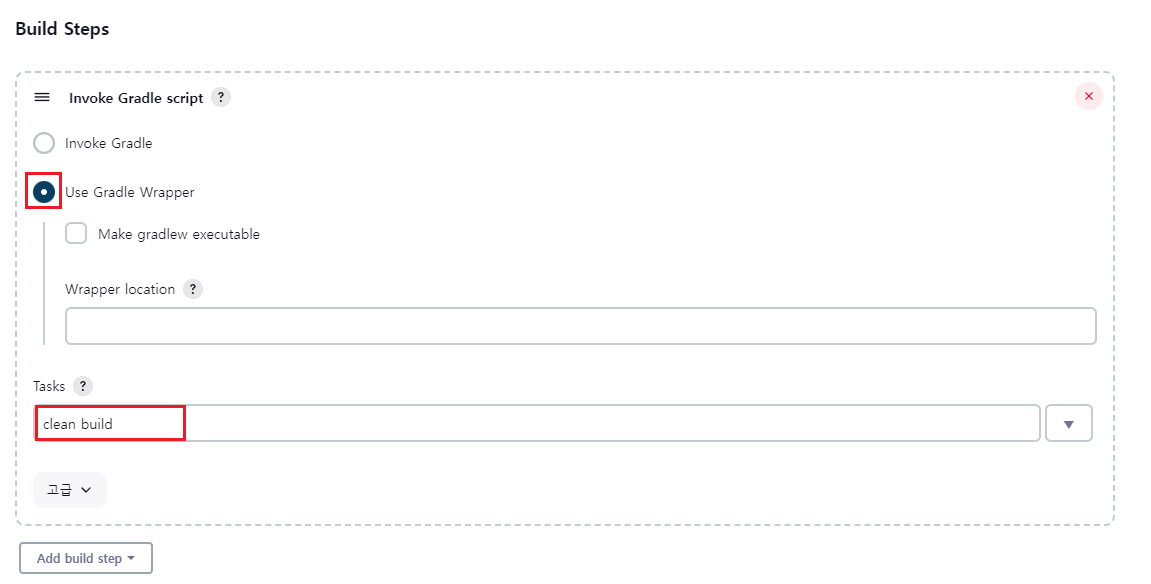 Build Steps
Invoke Gradle script ?
Invoke Gradle
Use Gradle Wrapper
Make gradlew executable
Wrapper location ?
Tasks ?
clean build
고급
Add build step